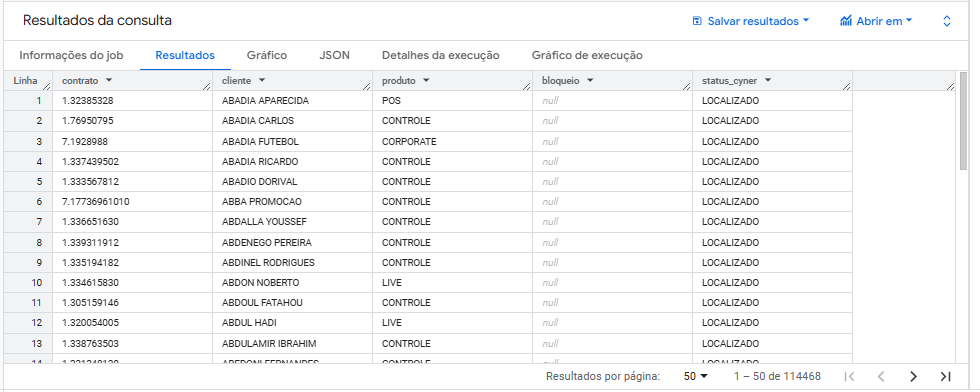 Resultados da consulta Salvar resultados Abrir em
Informações do job Resultados Gráfico JSON Detalhes da execução Gráfico de execução
Linha contrato cliente produto bloqueio status_cyner
1 1.32385328 ABADIA APARECIDA POS null LOCALIZADO
2 1.76950795 ABADIA CARLOS CONTROLE null LOCALIZADO
3 7.1928988 ABADIA FUTEBOL CORPORATE null LOCALIZADO
4 1.337439502 ABADIA RICARDO CONTROLE null LOCALIZADO
5 1.333567812 ABADIO DORIVAL CONTROLE null LOCALIZADO
6 7.17736961010 ABBA PROMOCAO CONTROLE null LOCALIZADO
7 1.336651630 ABDALLA YOUSSEF CONTROLE null LOCALIZADO
8 1.339311912 ABDENEGO PEREIRA CONTROLE null LOCALIZADO
9 1.335194182 ABDINEL RODRIGUES CONTROLE null LOCALIZADO
10 1.334615830 ABDON NOBERTO LIVE null LOCALIZADO
11 1.305159146 ABDOUL FATAHOU CONTROLE null LOCALIZADO
12 1.320054005 ABDUL HADI LIVE null LOCALIZADO
13 1.338763503 ABDULAMIR IBRAHIM CONTROLE null LOCALIZADO
14 CONTROLE null LOCALIZADO
Resultados por página: 50 1 – 50 de 114468